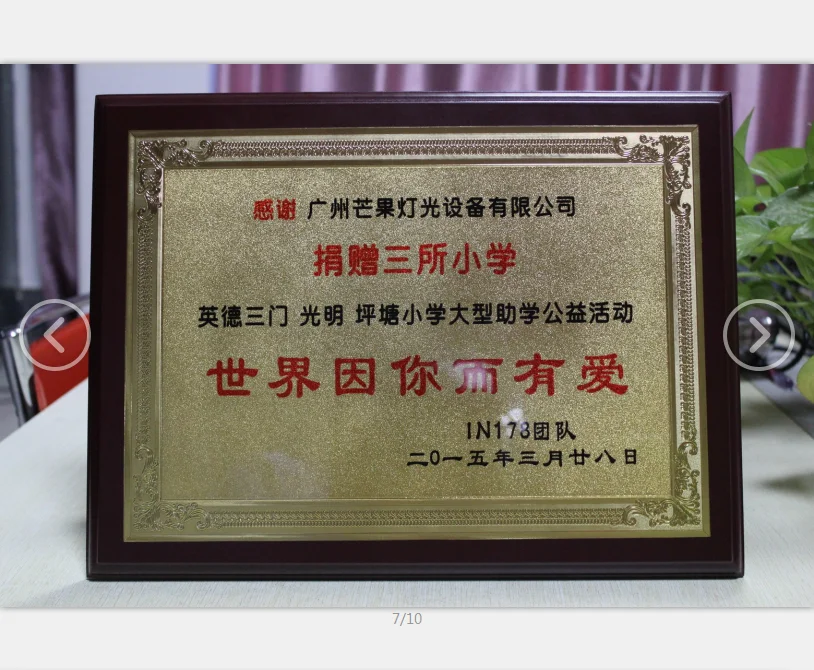 感谢 广州芒果灯光设备有限公司
捐赠三所小学
英德三门 光明 坪塘小学大型助学公益活动
世界因你而有爱
IN178团队
二0一五年三月廿八日
7/10